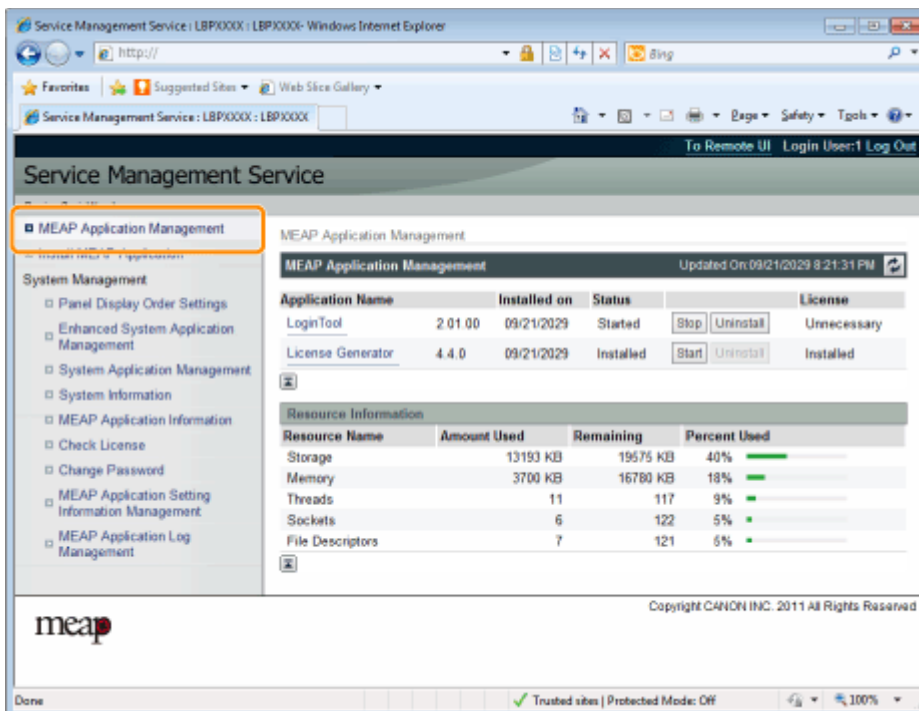 Service Management Service : LBPXXXX : LBPXXXX- Windows Internet Explorer
http://
Bing
Favorites Suggested Sites Web Slice Gallery
Service Management Service : LBPXXXX : LBPXXXX
Page Safety Tools
To Remote UI Login User:1 Log Out
Service Management Service
MEAP Application Management
Install MEAP Application
System Management
Panel Display Order Settings
Enhanced System Application
Management
System Application Management
System Information
MEAP Application Information
Check License
Change Password
MEAP Application Setting
Information Management
MEAP Application Log
Management
MEAP Application Management
MEAP Application Management Updated On:09/21/2029 8:21:31 PM
Application Name Installed on Status License
LoginTool 2.01.00 09/21/2029 Started Stop Uninstall Unnecessary
License Generator 4.4.0 09/21/2029 Installed Start Uninstall Installed
Resource Information
Resource Name Amount Used Remaining Percent Used
Storage 13193 KB 19575 KB 40%
Memory 3700 KB 16780 KB 18%
Threads 11 117 9%
Sockets 6 122 5%
File Descriptors 7 121 6%
Copyright CANON INC. 2011 All Rights Reserved
meap
Done Trusted sites | Protected Mode: Off 100%